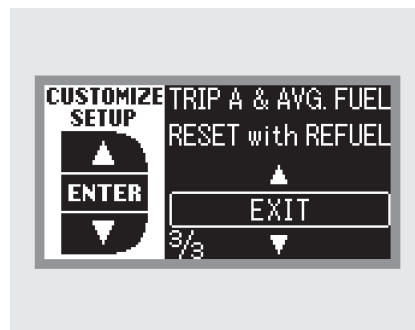 CUSTOMIZE
SETUP
ENTER
TRIP A & AVG. FUEL
RESET with REFUEL
EXIT
3/3